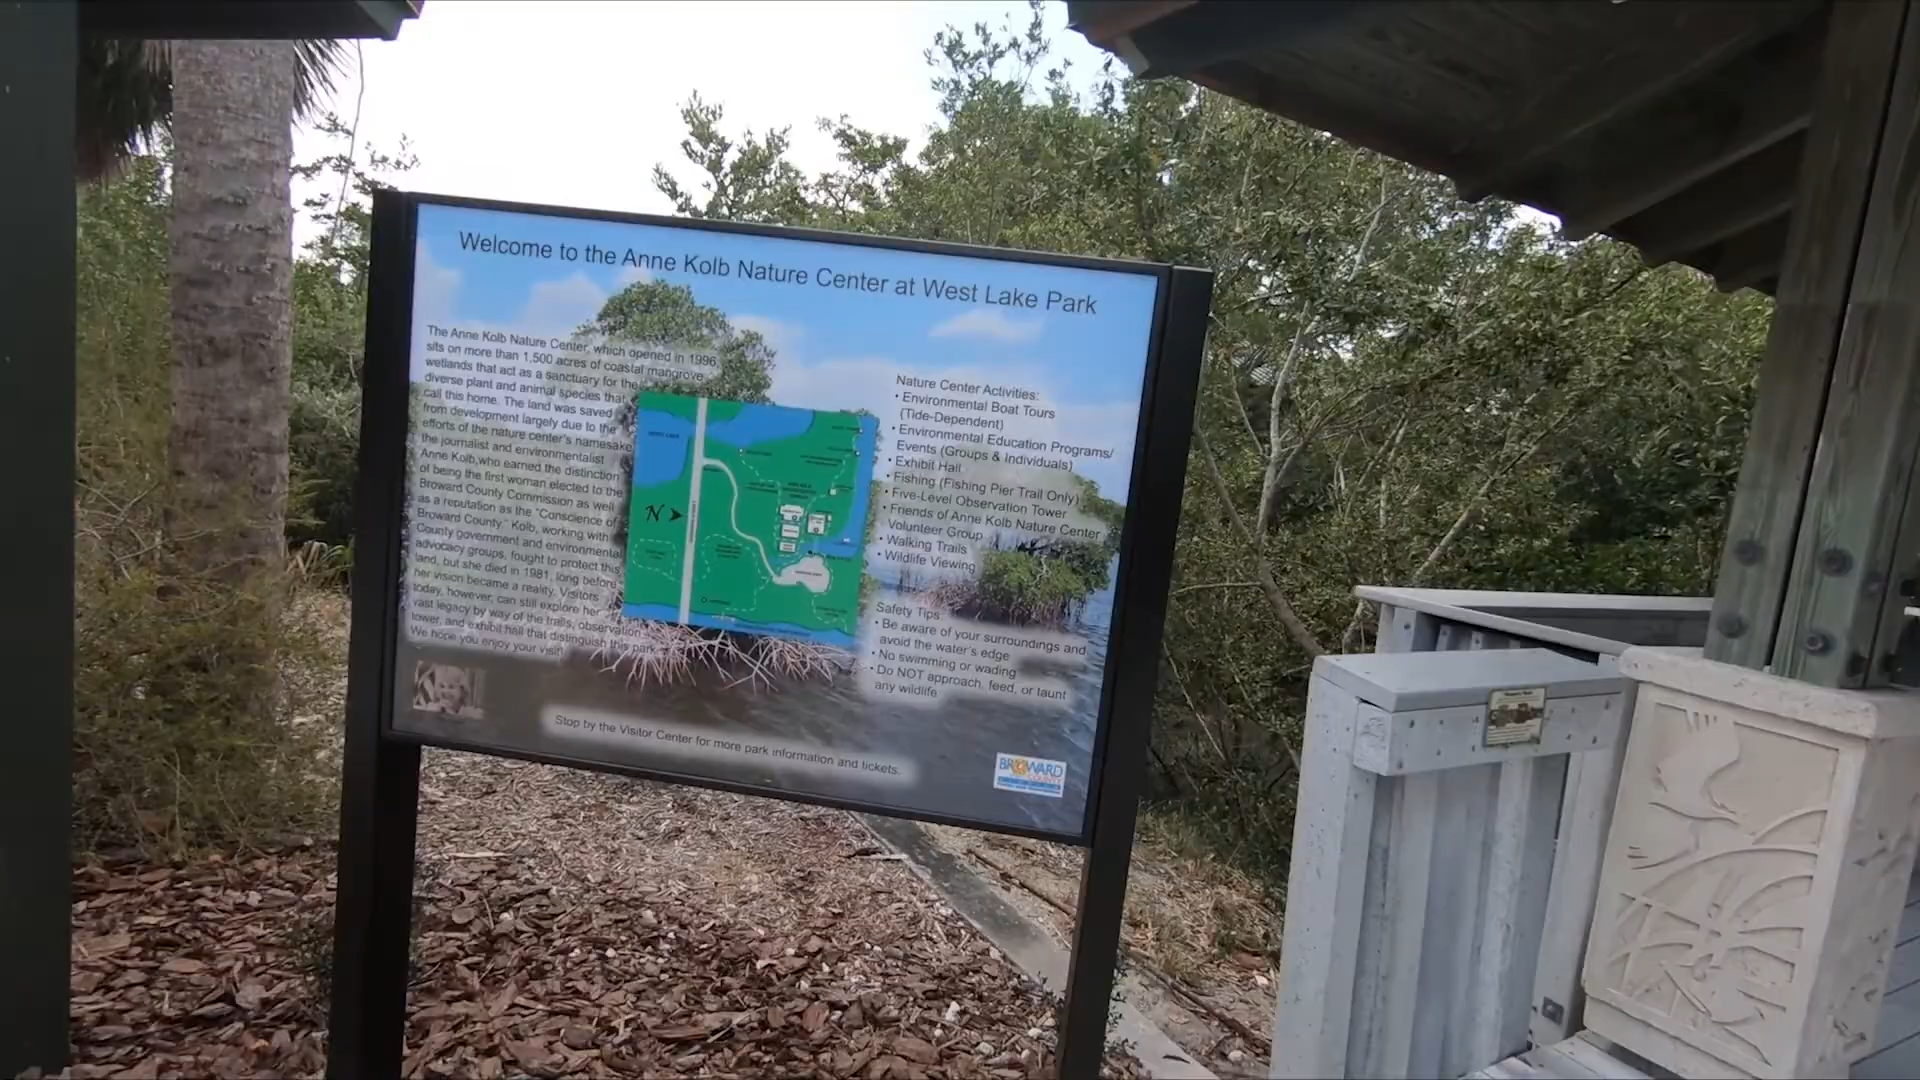 Welcome to the Anne Kolb Nature Center at West Lake Park
The Anne Kolb Nature Center, which opened in 1996,
sits on more than 1,500 acres of coastal mangrove
wetlands that act as a sanctuary for the
diverse plant and animal species that
call this home. The land was saved
from development largely due to the
efforts of the nature center's namesake
the journalist and environmentalist
Anne Kolb,who earned the distinction
of being the first woman elected to the
Broward County Commission as well
as a reputation as the "Conscience of
Broward County." Kolb, working with
County government and environmental
advocacy groups, fought to protect this
land, but she died in 1981, long before
her vision became a reality. Visitors
today, however, can still explore her
vast legacy by way of the trails, observation
tower, and exhibit hall that distinguish this park.
We hope you enjoy your visit!
N
Nature Center Activities:
• Environmental Boat Tours
(Tide-Dependent)
• Environmental Education Programs/
Events (Groups & Individuals)
• Exhibit Hall
• Fishing (Fishing Pier Trail Only)
• Five-Level Observation Tower
• Friends of Anne Kolb Nature Center
Volunteer Group
• Walking Trails
• Wildlife Viewing
Safety Tips:
• Be aware of your surroundings and
avoid the water's edge
• No swimming or wading
• Do NOT approach, feed, or taunt
any wildlife
Stop by the Visitor Center for more park information and tickets.
BROWARD
COUNTY